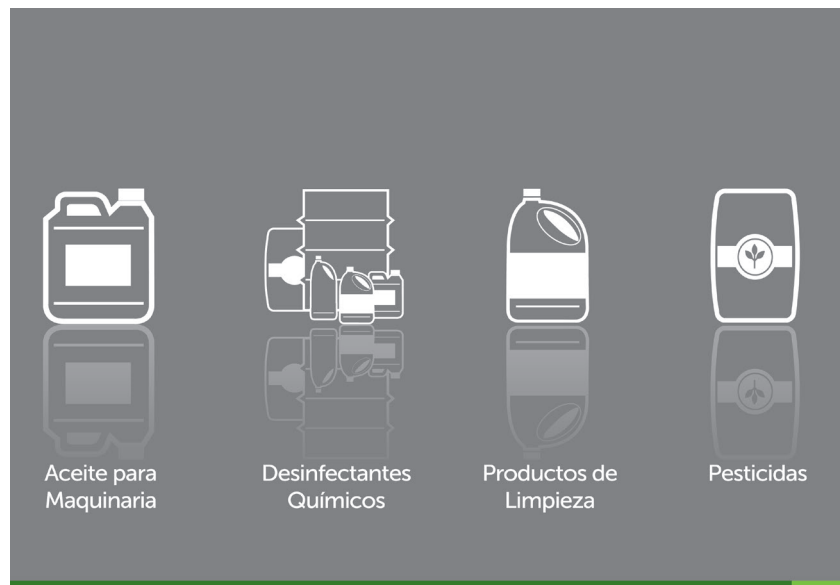 Aceite para
Maquinaria
Desinfectantes
Químicos
Productos de
Limpieza
Pesticidas